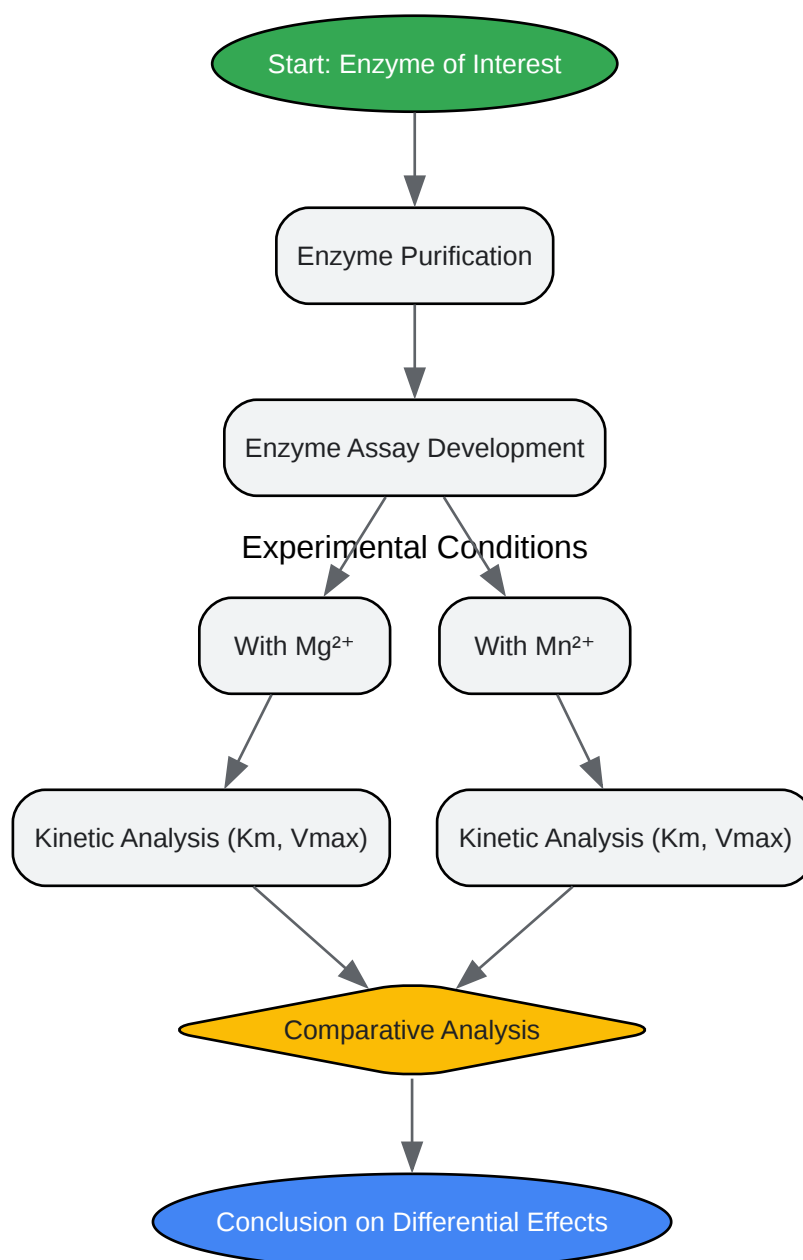 Start: Enzyme of Interest
Enzyme Purification
Enzyme Assay Development
Experimental Conditions
With Mg²⁺
With Mn²⁺
Kinetic Analysis (Km, Vmax)
Kinetic Analysis (Km, Vmax)
Comparative Analysis
Conclusion on Differential Effects